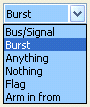 Burst
Bus/Signal
Burst
Anything
Nothing
Flag
Arm in from